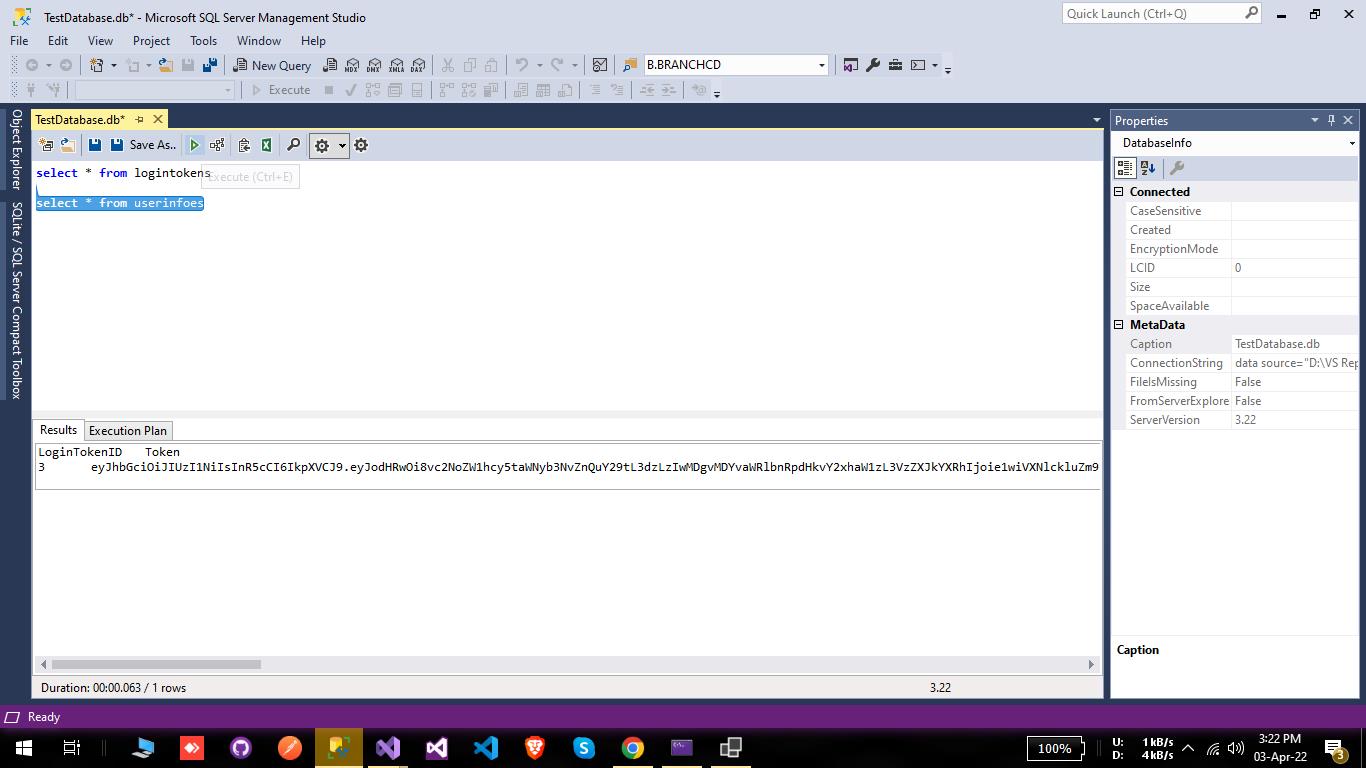 TestDatabase.db* - Microsoft SQL Server Management Studio
Quick Launch (Ctrl+Q)
File Edit View Project Tools Window Help
New Query MDX DMX XMLA DAX B.BRANCHCD
Execute
Object Explorer
SQLite / SQL Server Compact Toolbox
TestDatabase.db*
Save As..
select * from logintokens
Execute (Ctrl+E)
select * from userinfoes
Results Execution Plan
LoginTokenID Token
3 eyJhbGciOiJIUzI1NiIsInR5cCI6IkpXVCJ9.eyJodHRwOi8vc2NoZW1hcy5taWNyb3NvZnQuY29tL3dzLzIwMDgvMDYvaWRlbnRpdHkvY2xhaW1zL3VzZXJkYXRhIjoie1wiVXNlckluZm9
Duration: 00:00.063 / 1 rows 3.22
Properties
DatabaseInfo
Connected
CaseSensitive
Created
EncryptionMode
LCID 0
Size
SpaceAvailable
MetaData
Caption TestDatabase.db
ConnectionString data source="D:\VS Rep
FileIsMissing False
FromServerExplore False
ServerVersion 3.22
Caption
Ready
100%
U: 1 kB/s
D: 4 kB/s
3:22 PM
03-Apr-22
3